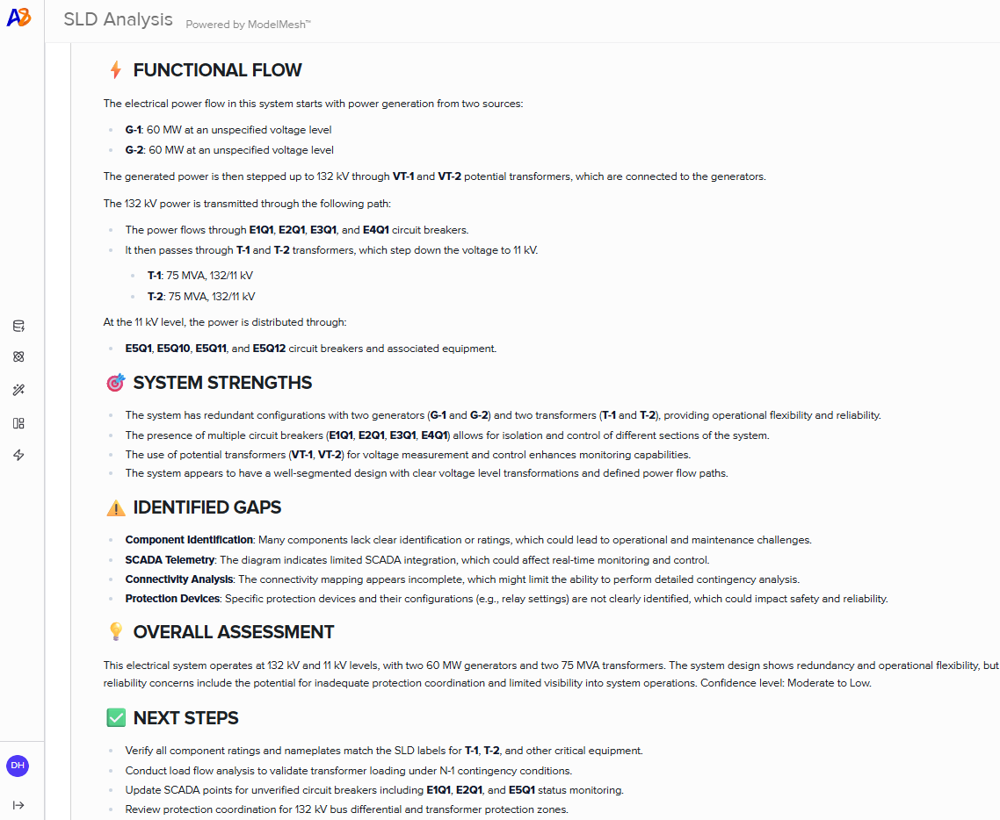 A8
SLD Analysis Powered by ModelMesh™
FUNCTIONAL FLOW
The electrical power flow in this system starts with power generation from two sources:
G-1: 60 MW at an unspecified voltage level
G-2: 60 MW at an unspecified voltage level
The generated power is then stepped up to 132 kV through VT-1 and VT-2 potential transformers, which are connected to the generators.
The 132 kV power is transmitted through the following path:
The power flows through E1Q1, E2Q1, E3Q1, and E4Q1 circuit breakers.
It then passes through T-1 and T-2 transformers, which step down the voltage to 11 kV.
T-1: 75 MVA, 132/11 kV
T-2: 75 MVA, 132/11 kV
At the 11 kV level, the power is distributed through:
E5Q1, E5Q10, E5Q11, and E5Q12 circuit breakers and associated equipment.
SYSTEM STRENGTHS
The system has redundant configurations with two generators (G-1 and G-2) and two transformers (T-1 and T-2), providing operational flexibility and reliability.
The presence of multiple circuit breakers (E1Q1, E2Q1, E3Q1, E4Q1) allows for isolation and control of different sections of the system.
The use of potential transformers (VT-1, VT-2) for voltage measurement and control enhances monitoring capabilities.
The system appears to have a well-segmented design with clear voltage level transformations and defined power flow paths.
IDENTIFIED GAPS
Component Identification: Many components lack clear identification or ratings, which could lead to operational and maintenance challenges.
SCADA Telemetry: The diagram indicates limited SCADA integration, which could affect real-time monitoring and control.
Connectivity Analysis: The connectivity mapping appears incomplete, which might limit the ability to perform detailed contingency analysis.
Protection Devices: Specific protection devices and their configurations (e.g., relay settings) are not clearly identified, which could impact safety and reliability.
OVERALL ASSESSMENT
This electrical system operates at 132 kV and 11 kV levels, with two 60 MW generators and two 75 MVA transformers. The system design shows redundancy and operational flexibility, but
reliability concerns include the potential for inadequate protection coordination and limited visibility into system operations. Confidence level: Moderate to Low.
NEXT STEPS
Verify all component ratings and nameplates match the SLD labels for T-1, T-2, and other critical equipment.
DH
Conduct load flow analysis to validate transformer loading under N-1 contingency conditions.
Update SCADA points for unverified circuit breakers including E1Q1, E2Q1, and E5Q1 status monitoring.
Review protection coordination for 132 kV bus differential and transformer protection zones.